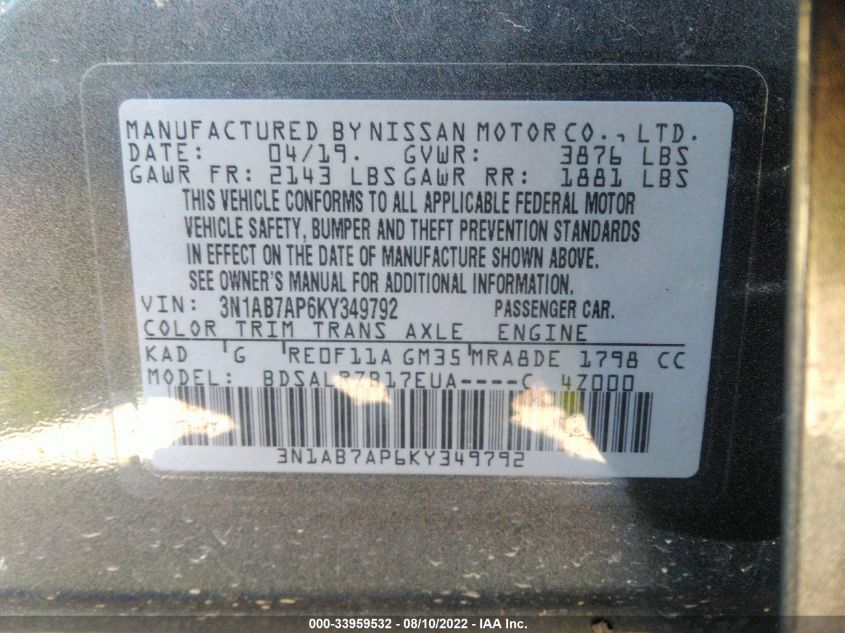 MANUFACTURED BY NISSAN MOTOR CO., LTD.
DATE: 04/19. GVWR: 3876 LBS
GAWR FR: 2143 LBS GAWR RR: 1881 LBS
THIS VEHICLE CONFORMS TO ALL APPLICABLE FEDERAL MOTOR
VEHICLE SAFETY, BUMPER AND THEFT PREVENTION STANDARDS
IN EFFECT ON THE DATE OF MANUFACTURE SHOWN ABOVE.
SEE OWNER'S MANUAL FOR ADDITIONAL INFORMATION.
VIN: 3N1AB7AP6KY349792 PASSENGER CAR.
COLOR TRIM TRANS AXLE ENGINE
KAD G RE0F11A GM35 MRA8DE 1798 CC
MODEL: BDSALRZB17EUA----C 4Z000
3N1AB7AP6KY349792
000-33959532 - 08/10/2022 - IAA Inc.